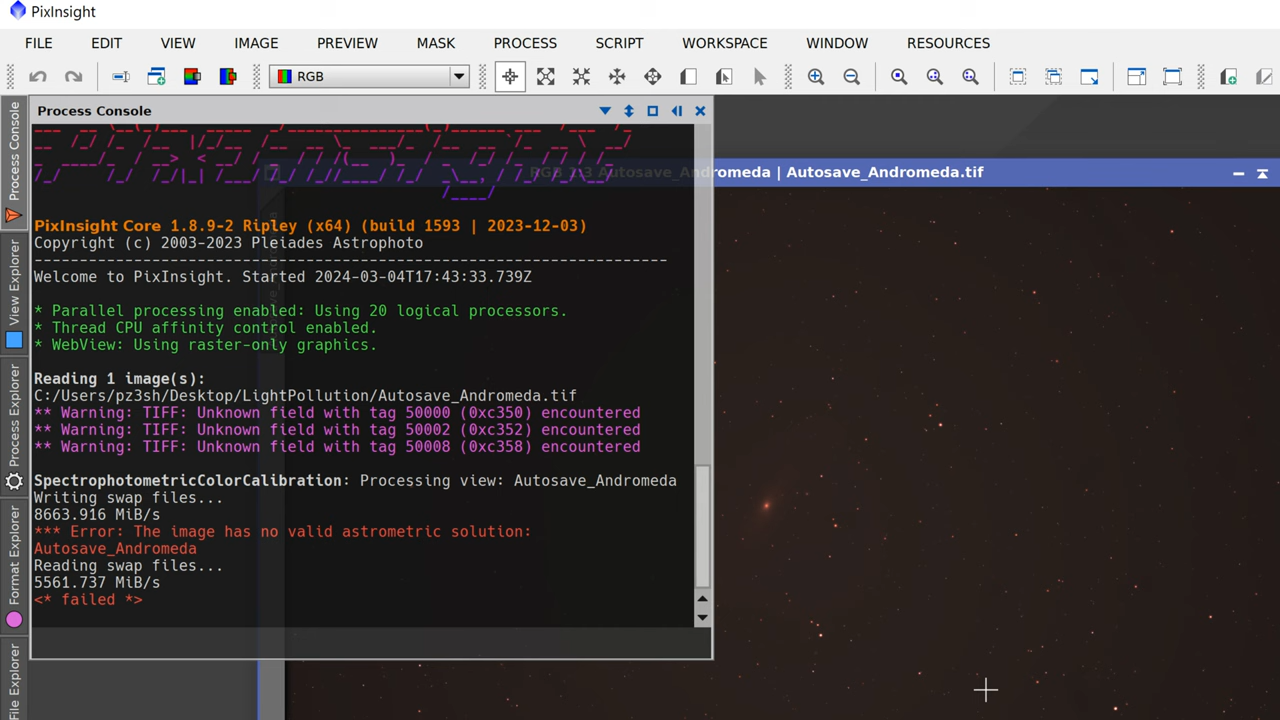 PixInsight
FILE EDIT VIEW IMAGE PREVIEW MASK PROCESS SCRIPT WORKSPACE WINDOW RESOURCES
RGB
Process Console
Process Console
View Explorer
Process Explorer
Format Explorer
File Explorer
RGB 1:3 Autosave_Andromeda | Autosave_Andromeda.tif
PixInsight Core 1.8.9-2 Ripley (x64) (build 1593 | 2023-12-03)
Copyright (c) 2003-2023 Pleiades Astrophoto
----------------------------------------------------------------------
Welcome to PixInsight. Started 2024-03-04T17:43:33.739Z
* Parallel processing enabled: Using 20 logical processors.
* Thread CPU affinity control enabled.
* WebView: Using raster-only graphics.
Reading 1 image(s):
C:/Users/pz3sh/Desktop/LightPollution/Autosave_Andromeda.tif
** Warning: TIFF: Unknown field with tag 50000 (0xc350) encountered
** Warning: TIFF: Unknown field with tag 50002 (0xc352) encountered
** Warning: TIFF: Unknown field with tag 50008 (0xc358) encountered
SpectrophotometricColorCalibration: Processing view: Autosave_Andromeda
Writing swap files...
8663.916 MiB/s
*** Error: The image has no valid astrometric solution:
Autosave_Andromeda
Reading swap files...
5561.737 MiB/s
<* failed *>